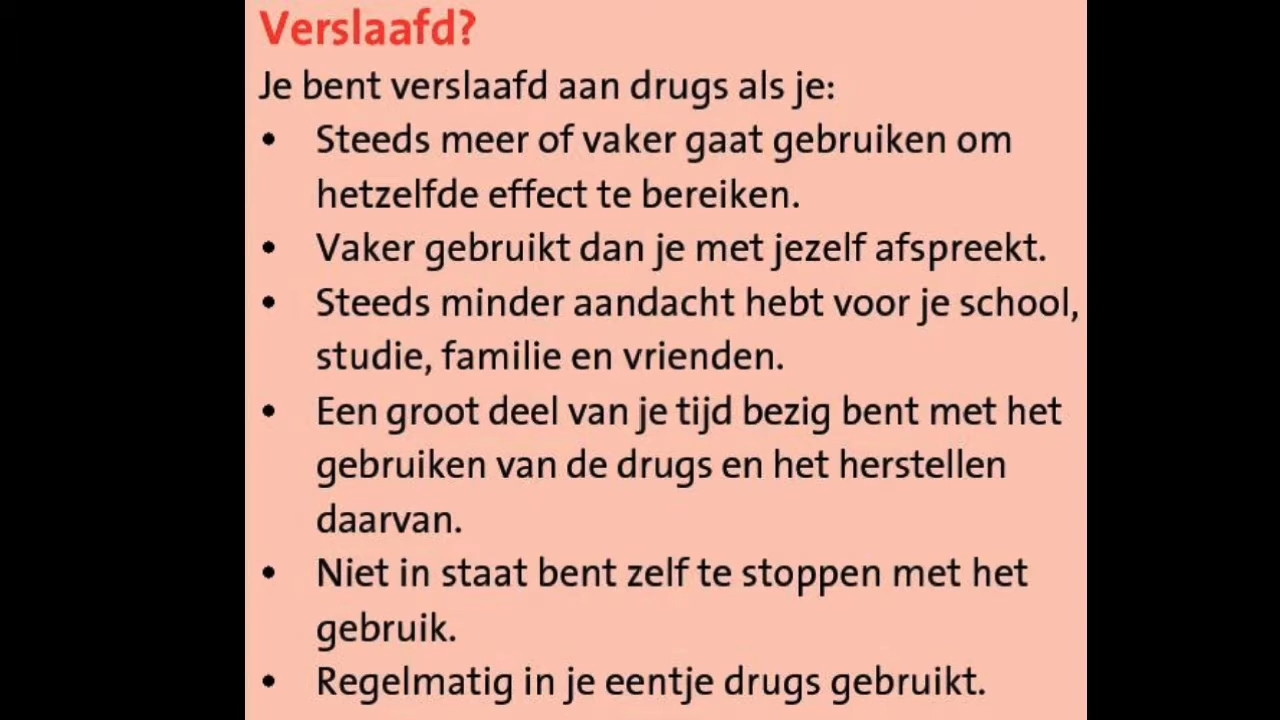 Verslaafd?
Je bent verslaafd aan drugs als je:
• Steeds meer of vaker gaat gebruiken om
hetzelfde effect te bereiken.
• Vaker gebruikt dan je met jezelf afspreekt.
• Steeds minder aandacht hebt voor je school,
studie, familie en vrienden.
• Een groot deel van je tijd bezig bent met het
gebruiken van de drugs en het herstellen
daarvan.
• Niet in staat bent zelf te stoppen met het
gebruik.
• Regelmatig in je eentje drugs gebruikt.